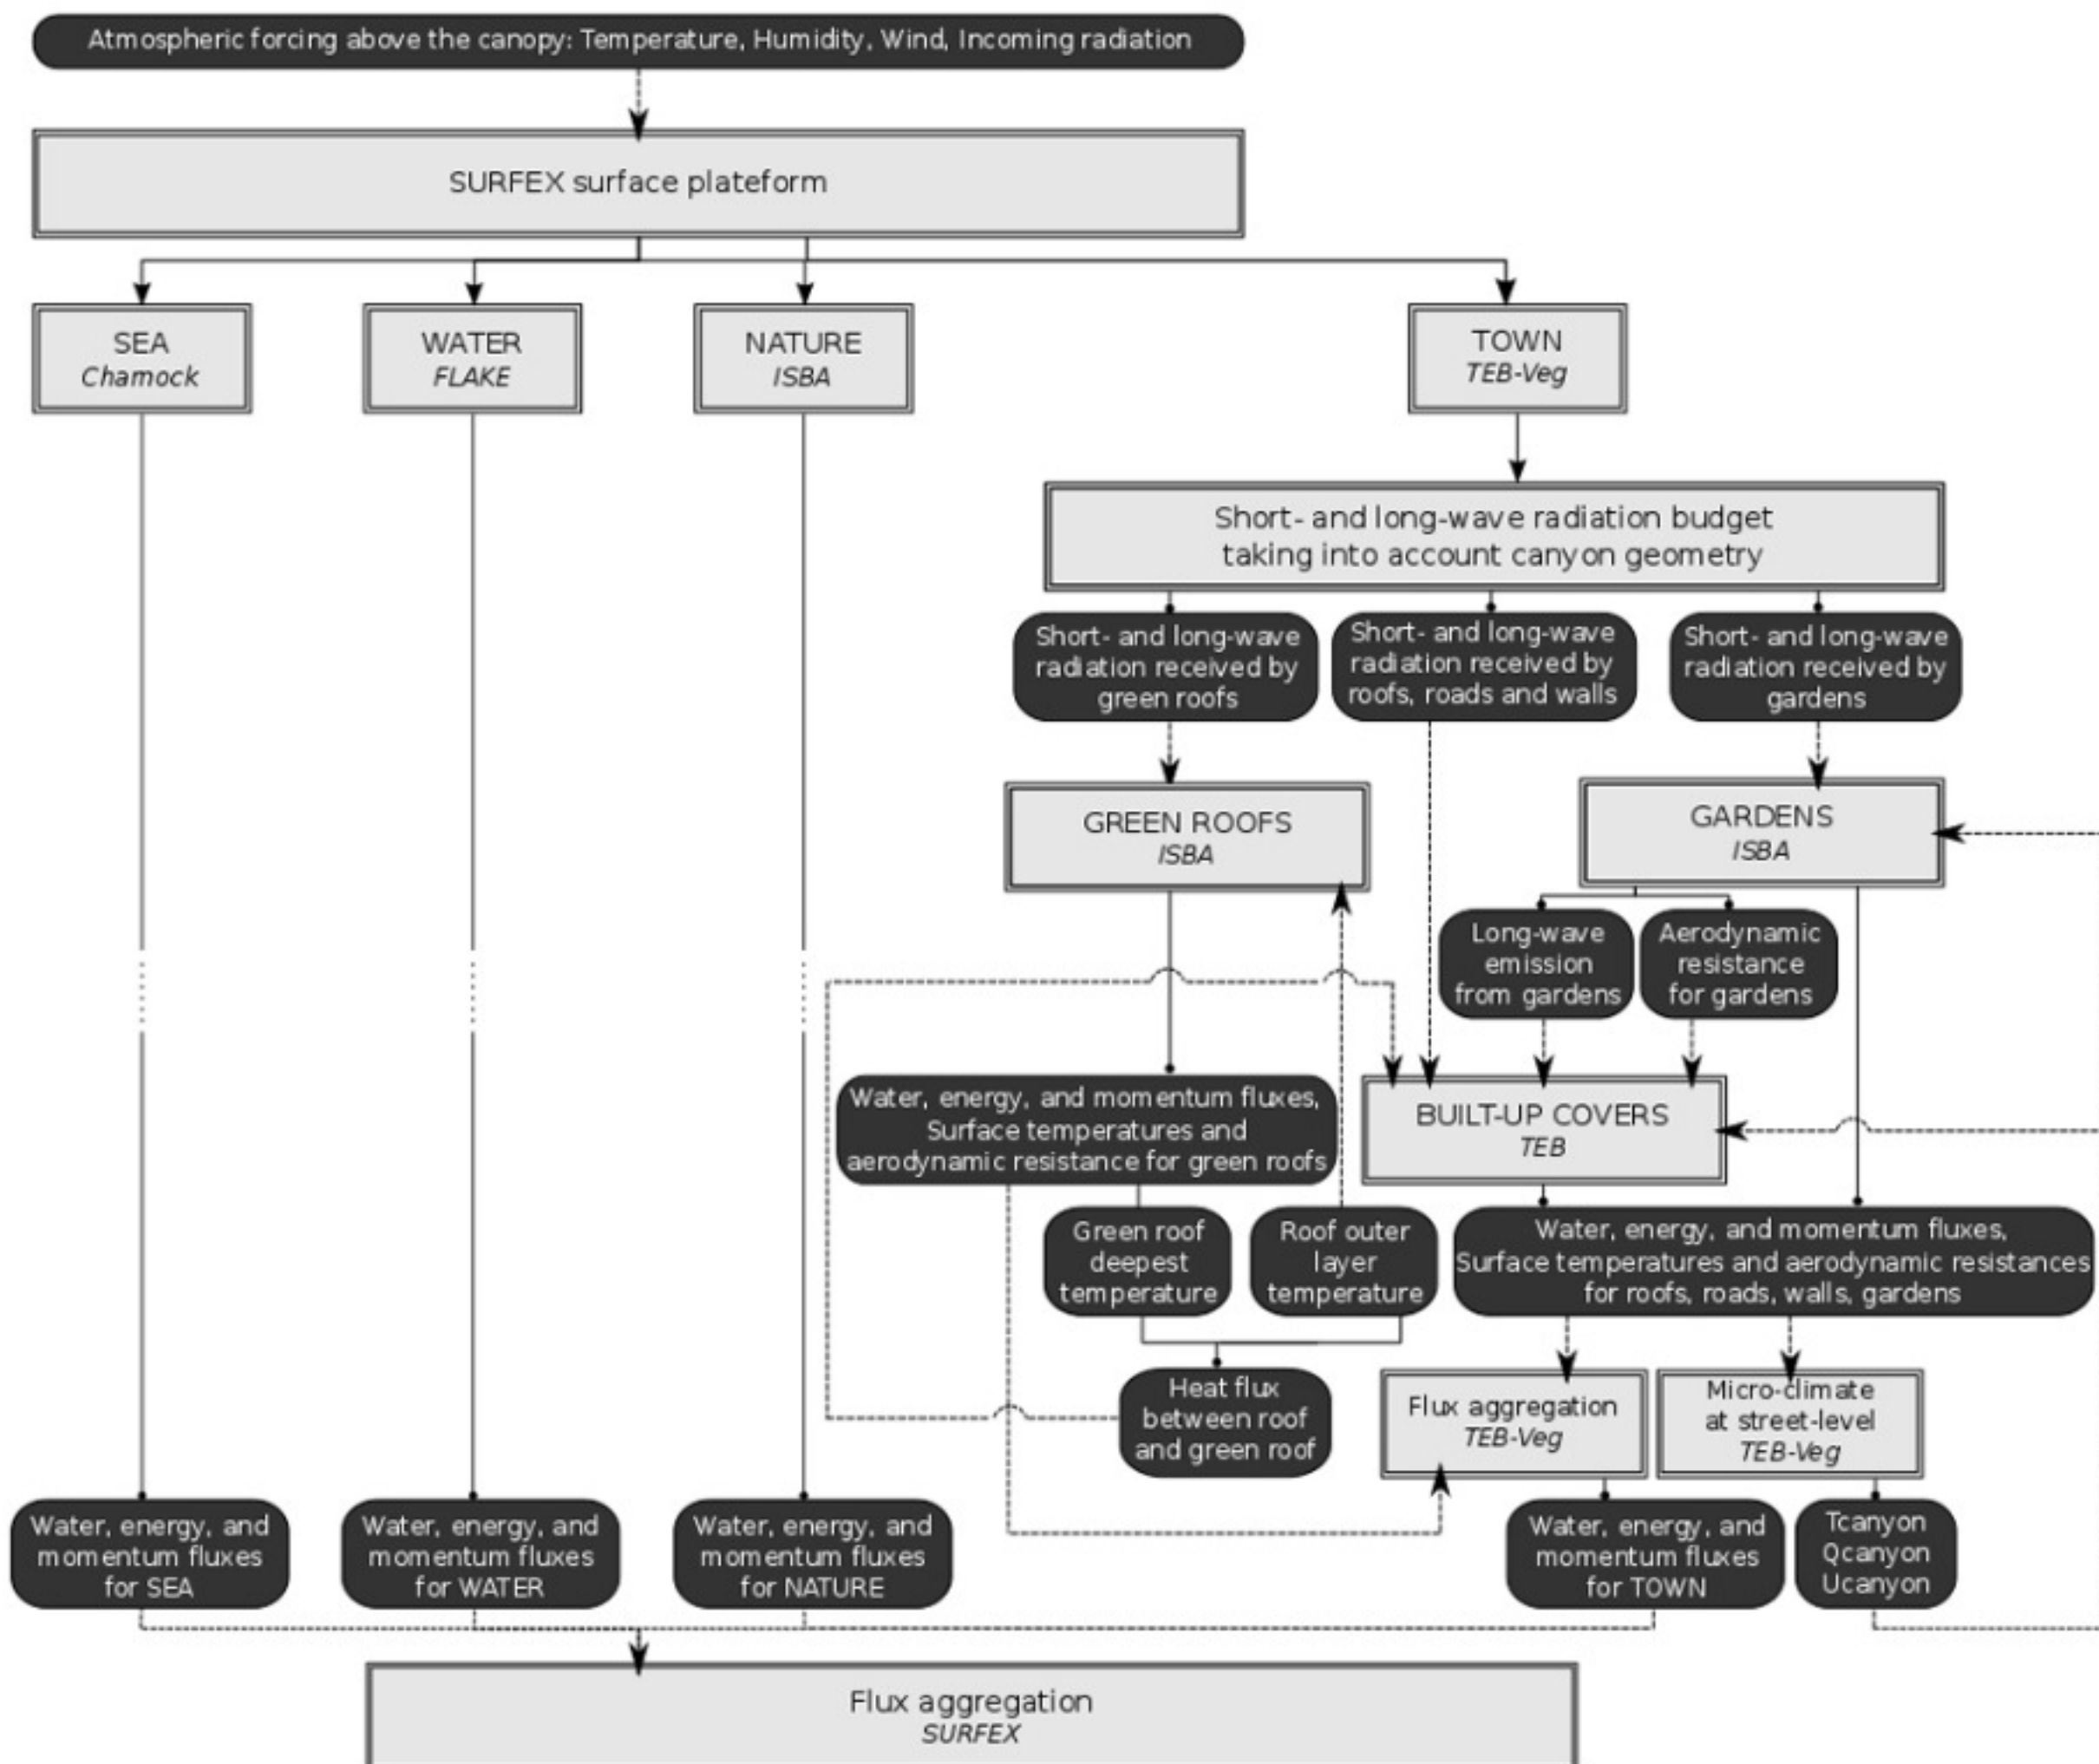 Atmospheric forcing above the canopy: Temperature, Humidity, Wind, Incoming radiation
SURFEX surface plateform
SEA
Chamock
WATER
FLAKE
NATURE
ISBA
TOWN
TEB-Veg
Short- and long-wave radiation budget
taking into account canyon geometry
Short- and long-wave
radiation received by
green roofs
Short- and long-wave
radiation received by
roofs, roads and walls
Short- and long-wave
radiation received by
gardens
GREEN ROOFS
ISBA
GARDENS
ISBA
Long-wave
emission
from gardens
Aerodynamic
resistance
for gardens
Water, energy, and momentum fluxes,
Surface temperatures and
aerodynamic resistance for green roofs
BUILT-UP COVERS
TEB
Green roof
deepest
temperature
Roof outer
layer
temperature
Water, energy, and momentum fluxes,
Surface temperatures and aerodynamic resistances
for roofs, roads, walls, gardens
Heat flux
between roof
and green roof
Flux aggregation
TEB-Veg
Micro-climate
at street-level
TEB-Veg
Water, energy, and
momentum fluxes
for SEA
Water, energy, and
momentum fluxes
for WATER
Water, energy, and
momentum fluxes
for NATURE
Water, energy, and
momentum fluxes
for TOWN
Tcanyon
Qcanyon
Ucanyon
Flux aggregation
SURFEX